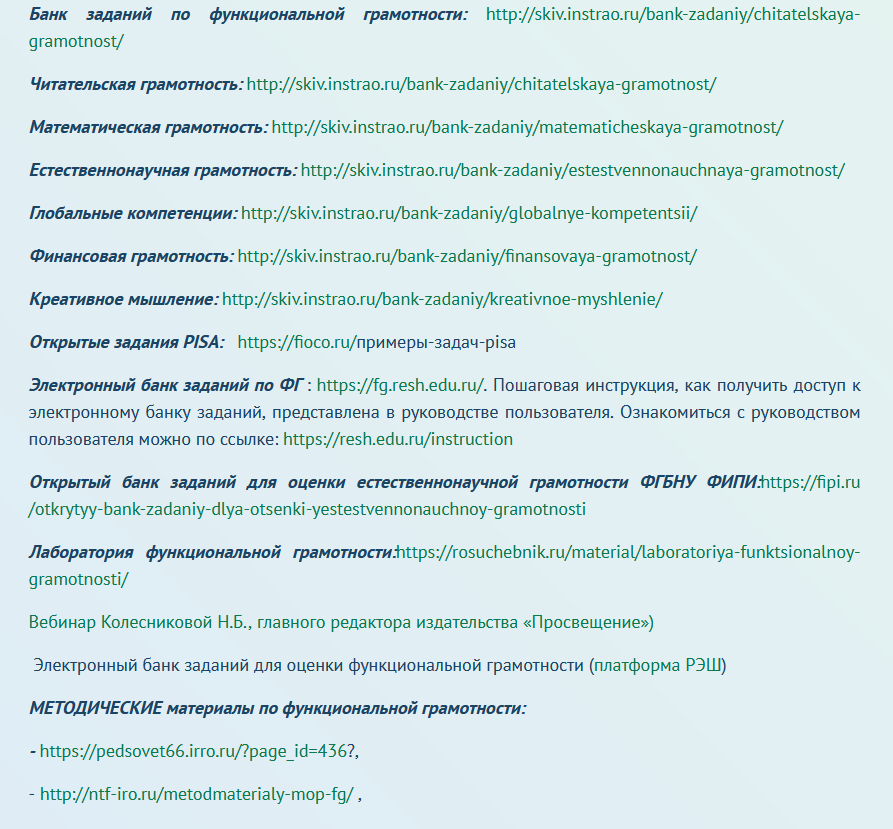 Банк заданий по функциональной грамотности: http://skiv.instrao.ru/bank-zadaniy/chitatelskaya-
gramotnost/
Читательская грамотность: http://skiv.instrao.ru/bank-zadaniy/chitatelskaya-gramotnost/
Математическая грамотность: http://skiv.instrao.ru/bank-zadaniy/matematicheskaya-gramotnost/
Естественнонаучная грамотность: http://skiv.instrao.ru/bank-zadaniy/estestvennonauchnaya-gramotnost/
Глобальные компетенции: http://skiv.instrao.ru/bank-zadaniy/globalnye-kompetentsii/
Финансовая грамотность: http://skiv.instrao.ru/bank-zadaniy/finansovaya-gramotnost/
Креативное мышление: http://skiv.instrao.ru/bank-zadaniy/kreativnoe-myshlenie/
Открытые задания PISA: https://fioco.ru/примеры-задач-pisa
Электронный банк заданий по ФГ : https://fg.resh.edu.ru/. Пошаговая инструкция, как получить доступ к
электронному банку заданий, представлена в руководстве пользователя. Ознакомиться с руководством
пользователя можно по ссылке: https://resh.edu.ru/instruction
Открытый банк заданий для оценки естественнонаучной грамотности ФГБНУ ФИПИ:https://fipi.ru
/otkrytyy-bank-zadaniy-dlya-otsenki-yestestvennonauchnoy-gramotnosti
Лаборатория функциональной грамотности:https://rosuchebnik.ru/material/laboratoriya-funktsionalnoy-
gramotnosti/
Вебинар Колесниковой Н.Б., главного редактора издательства «Просвещение»)
Электронный банк заданий для оценки функциональной грамотности (платформа РЭШ)
МЕТОДИЧЕСКИЕ материалы по функциональной грамотности:
- https://pedsovet66.irro.ru/?page_id=436?,
- http://ntf-iro.ru/metodmaterialy-mop-fg/ ,